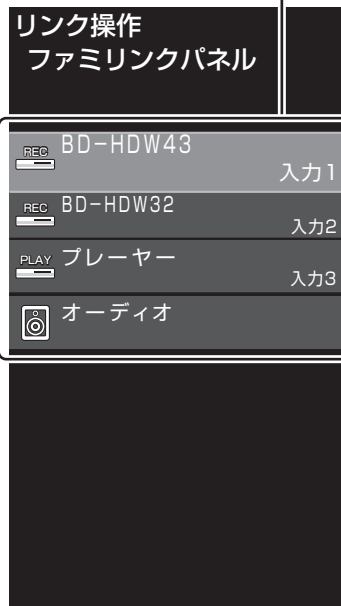 リンク操作
ファミリンクパネル
REC BD-HDW43
入力1
REC BD-HDW32
入力2
PLAY プレーヤー
入力3
オーディオ